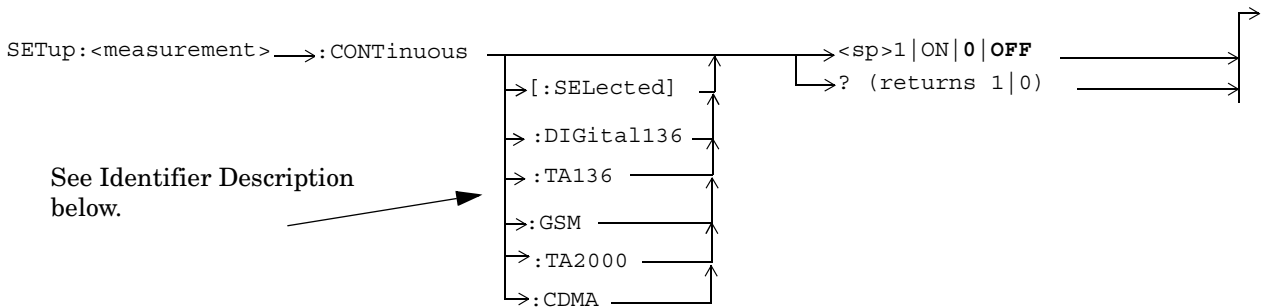 SETup:<measurement> :CONTinuous <sp>1|ON|0|OFF
[:SELected] ? (returns 1|0)
:DIGital136
See Identifier Description
below.
:TA136
:GSM
:TA2000
:CDMA